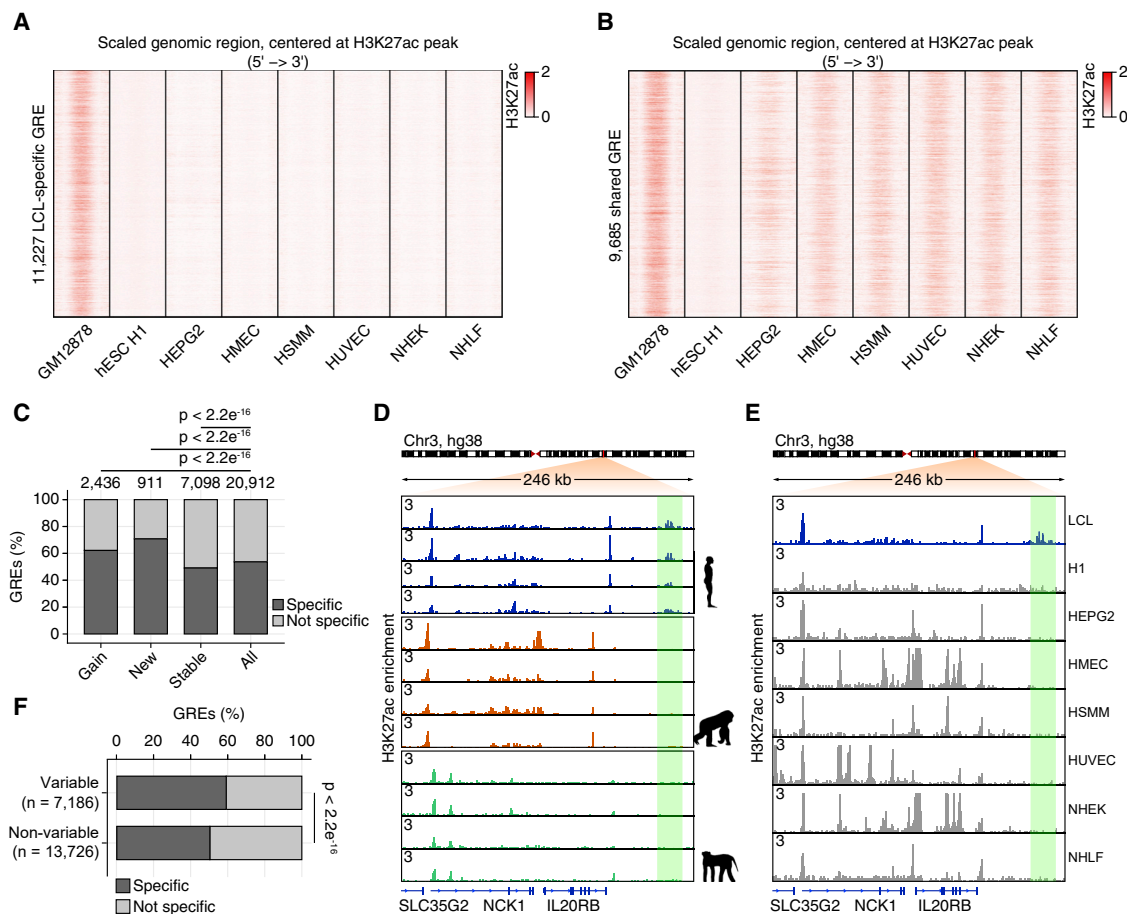 A
Scaled genomic region, centered at H3K27ac peak
(5' –> 3')
11,227 LCL-specific GRE
H3K27ac
2
0
GM12878
hESC H1
HEPG2
HMEC
HSMM
HUVEC
NHEK
NHLF
B
Scaled genomic region, centered at H3K27ac peak
(5' –> 3')
9,685 shared GRE
H3K27ac
2
0
GM12878
hESC H1
HEPG2
HMEC
HSMM
HUVEC
NHEK
NHLF
C
p < 2.2e-16
p < 2.2e-16
p < 2.2e-16
2,436 911 7,098 20,912
GREs (%)
100
80
60
40
20
0
Specific
Not specific
Gain
New
Stable
All
D
Chr3, hg38
246 kb
H3K27ac enrichment
3
3
3
3
3
3
3
3
3
3
3
3
SLC35G2 NCK1 IL20RB
E
Chr3, hg38
246 kb
H3K27ac enrichment
3 LCL
3 H1
3 HEPG2
3 HMEC
3 HSMM
3 HUVEC
3 NHEK
3 NHLF
SLC35G2 NCK1 IL20RB
F
GREs (%)
0 20 40 60 80 100
Variable
(n = 7,186)
Non-variable
(n = 13,726)
p < 2.2e-16
Specific
Not specific